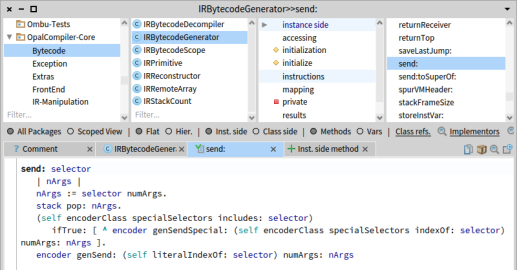 IRBytecodeGenerator>>send:
Ombu-Tests
OpalCompiler-Core
Bytecode
Exception
Extras
FrontEnd
IR-Manipulation
Filter...
IRBytecodeDecompiler
IRBytecodeGenerator
IRBytecodeScope
IRPrimitive
IRReconstructor
IRRemoteArray
IRStackCount
Filter...
instance side
accessing
initialization
initialize
instructions
mapping
private
results
returnReceiver
returnTop
saveLastJump:
send:
send:toSuperOf:
spurVMHeader:
stackFrameSize
storeInstVar:
All Packages Scoped View Flat Hier. Inst. side Class side Methods Vars Class refs. Implementors
Comment IRBytecodeGenera send: Inst. side method
send: selector
| nArgs |
nArgs := selector numArgs.
stack pop: nArgs.
(self encoderClass specialSelectors includes: selector)
ifTrue: [ ^ encoder genSendSpecial: (self encoderClass specialSelectors indexOf: selector)
numArgs: nArgs ].
encoder genSend: (self literalIndexOf: selector) numArgs: nArgs